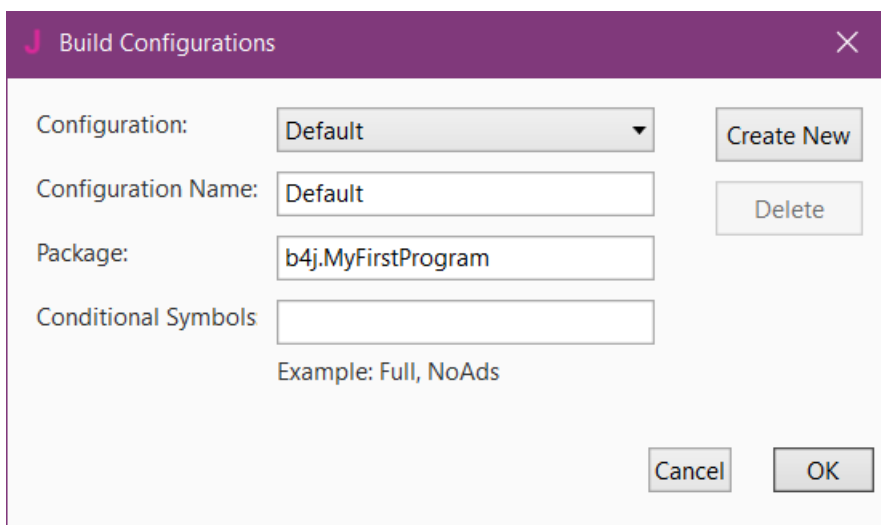 J Build Configurations
Configuration: Default Create New
Configuration Name: Default Delete
Package: b4j.MyFirstProgram
Conditional Symbols
Example: Full, NoAds
Cancel OK